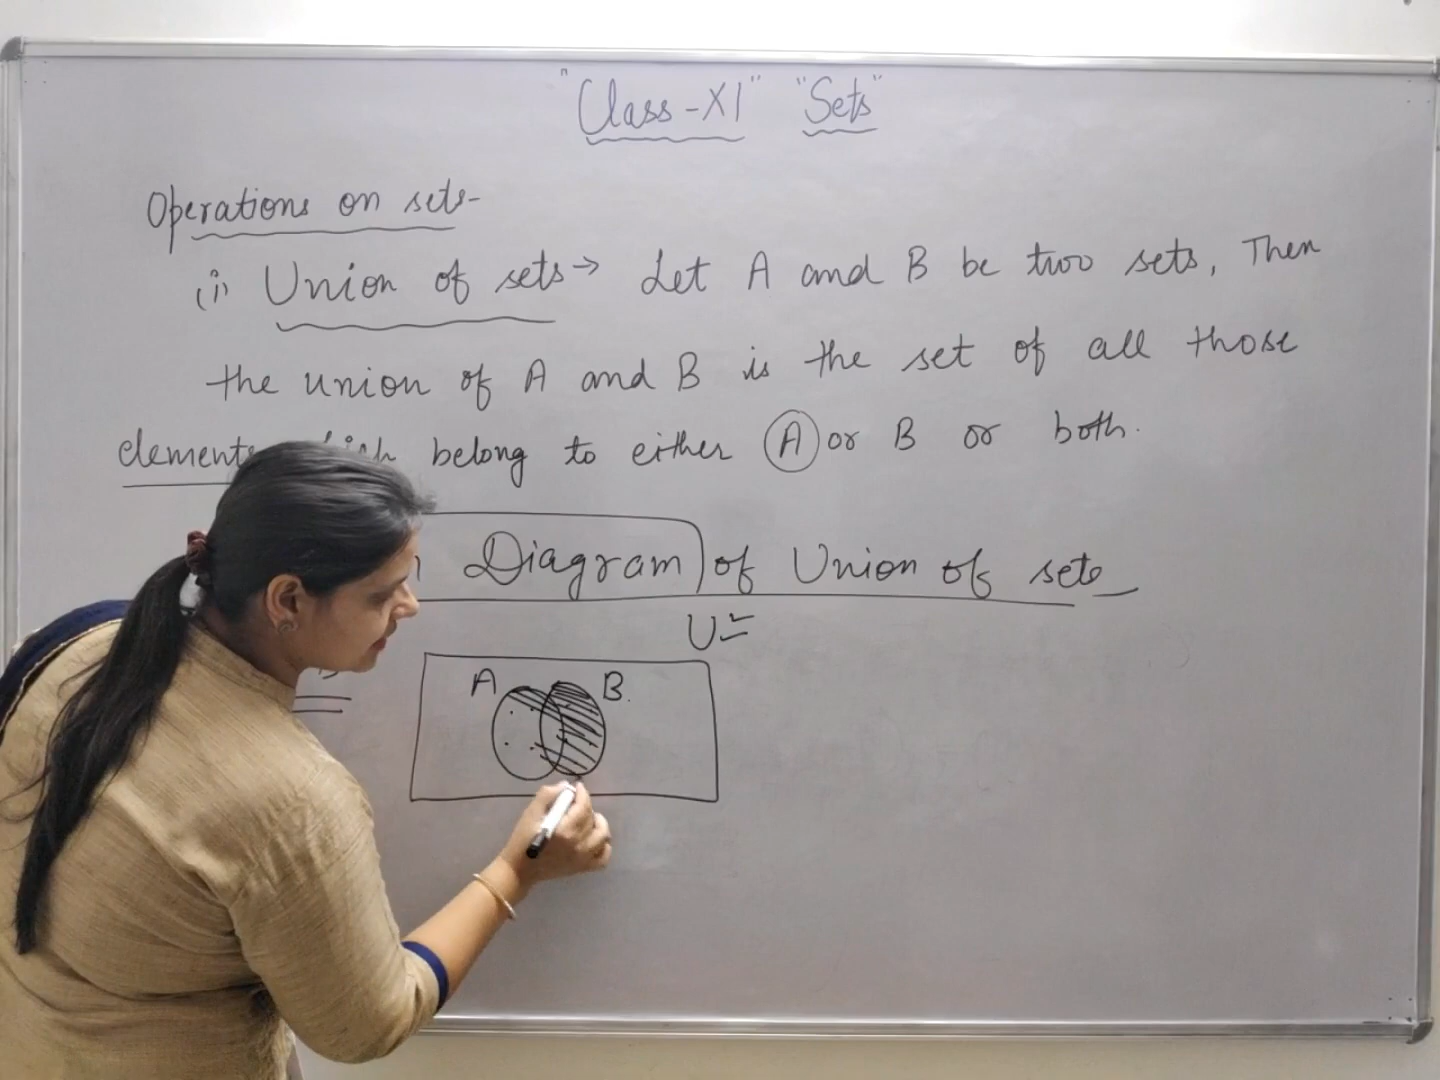 "Class-XI" "Sets"
Operations on sets-
(i) Union of sets→ Let A and B be two sets, Then
the union of A and B is the set of all those
elements belong to either A or B or both.
Diagram of Union of sets
U=
A B.